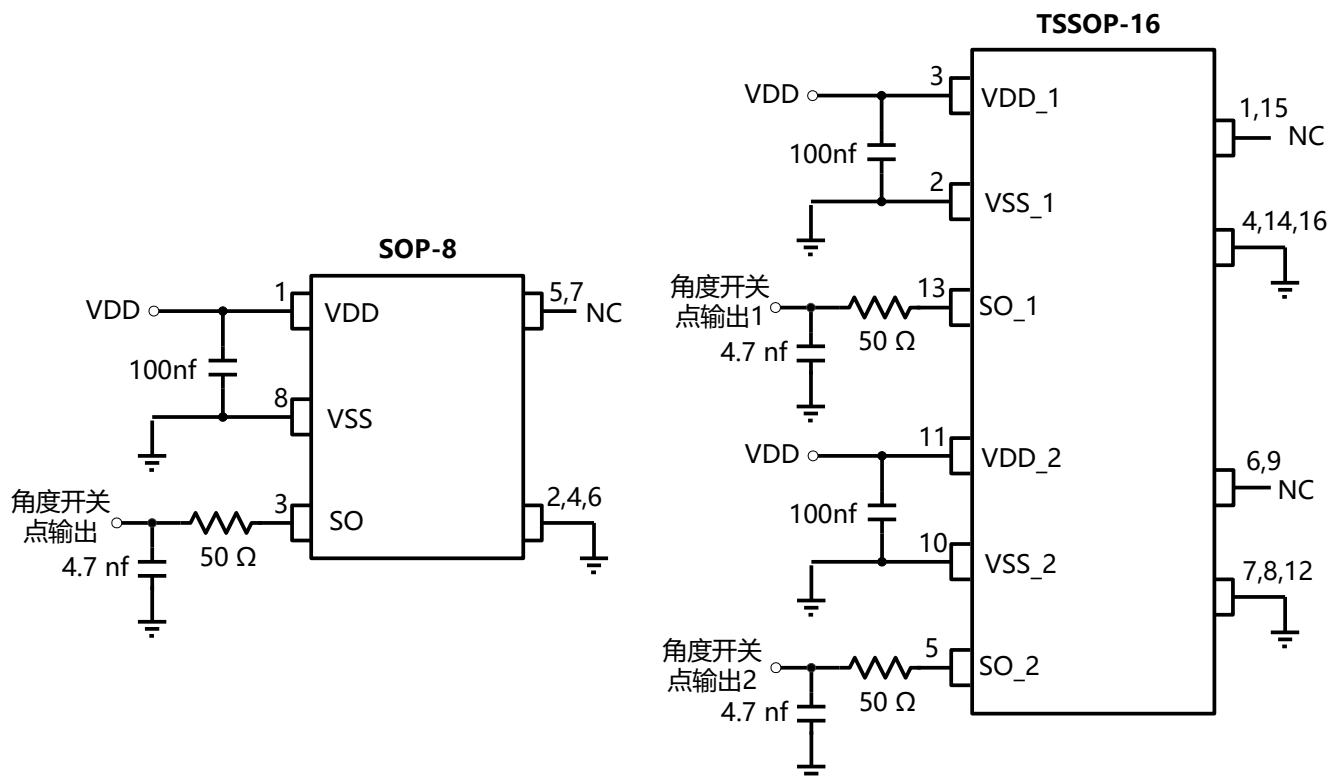 SOP-8
VDD
1
VDD
5,7
NC
100nf
8
VSS
角度开关
点输出
3
SO
2,4,6
4.7 nf
50 Ω
TSSOP-16
VDD
3
VDD_1
1,15
NC
100nf
2
VSS_1
4,14,16
角度开关
点输出1
13
SO_1
4.7 nf
50 Ω
VDD
11
VDD_2
6,9
NC
100nf
10
VSS_2
7,8,12
角度开关
点输出2
5
SO_2
4.7 nf
50 Ω